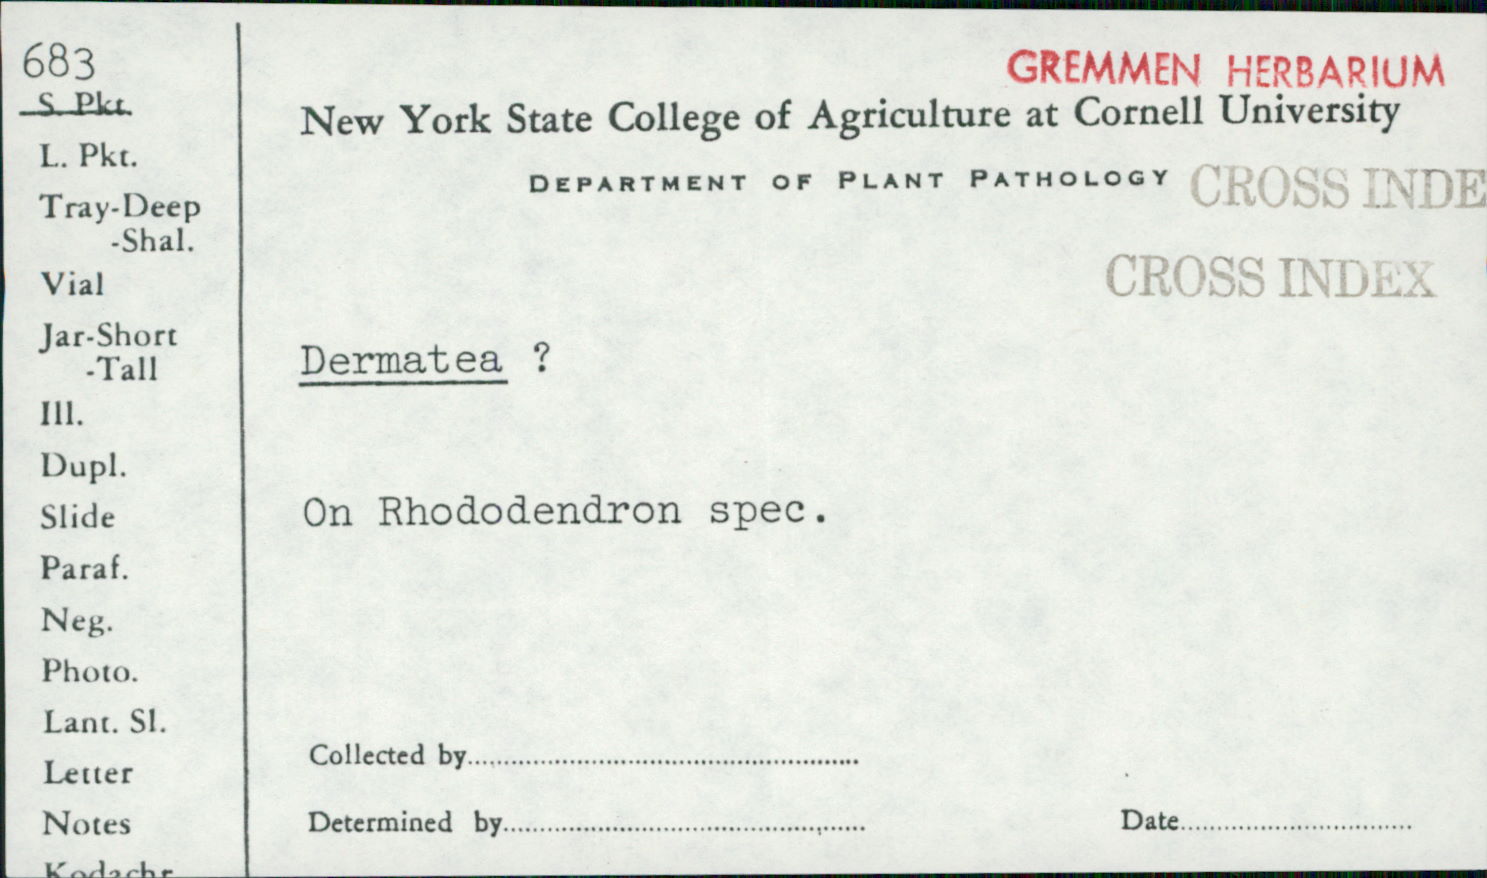 683
S. Pkt.
L. Pkt.
Tray-Deep
-Shal.
Vial
Jar-Short
-Tall
Ill.
Dupl.
Slide
Paraf.
Neg.
Photo.
Lant. Sl.
Letter
Notes
Kodachr
GREMMEN HERBARIUM
New York State College of Agriculture at Cornell University
DEPARTMENT OF PLANT PATHOLOGY CROSS INDE
CROSS INDEX
Dermatea ?
On Rhododendron spec.
Collected by
Determined by
Date